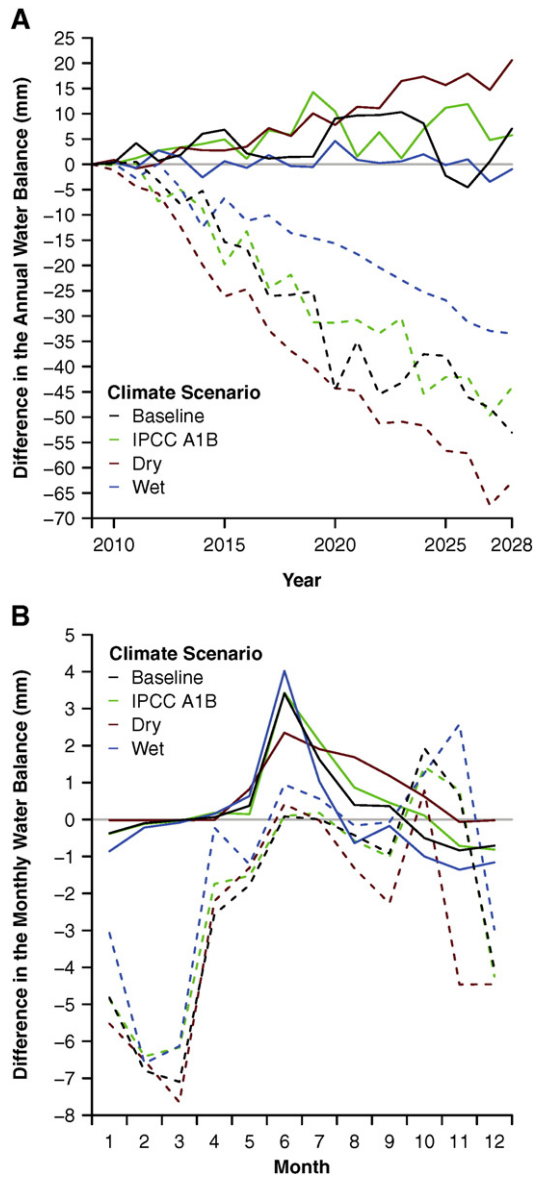 A
Difference in the Annual Water Balance (mm)
25
20
15
10
5
0
−5
−10
−15
−20
−25
−30
−35
−40
−45
−50
−55
−60
−65
−70
Climate Scenario
Baseline
IPCC A1B
Dry
Wet
2010 2015 2020 2025 2028
Year
B
Difference in the Monthly Water Balance (mm)
5
4
3
2
1
0
−1
−2
−3
−4
−5
−6
−7
−8
Climate Scenario
Baseline
IPCC A1B
Dry
Wet
1 2 3 4 5 6 7 8 9 10 11 12
Month